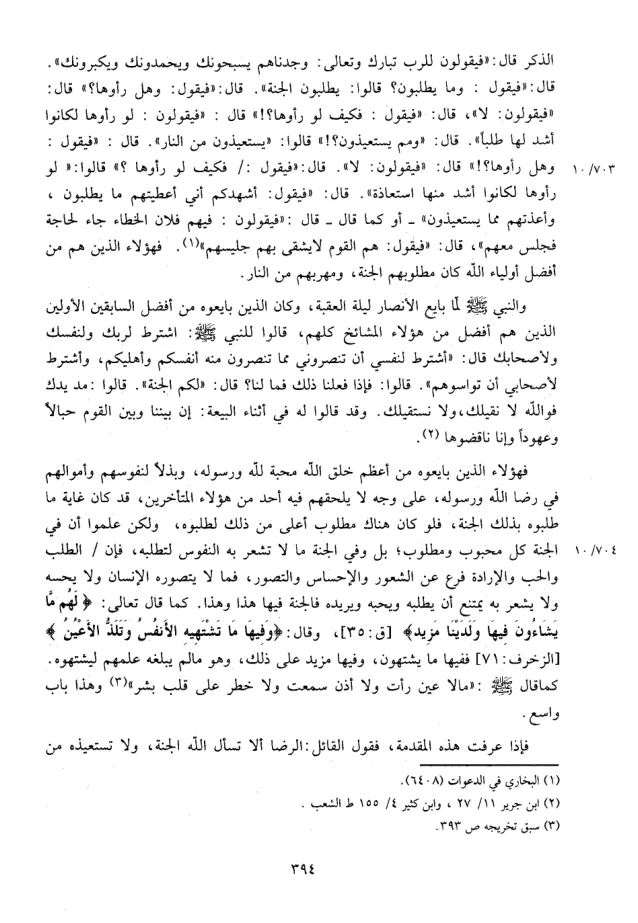 الذكر قال: «فيقولون للرب تبارك وتعالى: وجدناهم يسبحونك ويحمدونك ويكبرونك».
قال: «فيقول : وما يطلبون؟ قالوا: يطلبون الجنة». قال: «فيقول: وهل رأوها؟» قال:
«فيقولون: لا»، قال: «فيقول : فكيف لو رأوها؟!» قال : «فيقولون : لو رأوها لكانوا
أشد لها طلباً». قال: «ومم يستعيذون؟!» قالوا: «يستعيذون من النار». قال : «فيقول :
وهل رأوها؟!» قال: «فيقولون: لا». قال: «فيقول :/ فكيف لو رأوها ؟» قالوا: « لو
١٠/٧٠٣
رأوها لكانوا أشد منها استعاذة». قال: «فيقول: أشهدكم أني أعطيتهم ما يطلبون ،
وأعذتهم مما يستعيذون» ـ أو كما قال ـ قال : «فيقولون : فيهم فلان الخطاء جاء لحاجة
فجلس معهم»، قال: «فيقول: هم القوم لايشقى بهم جليسهم»(١). فهؤلاء الذين هم من
أفضل أولياء الله كان مطلوبهم الجنة، ومهربهم من النار.
والنبي ﷺ لما بايع الأنصار ليلة العقبة، وكان الذين بايعوه من أفضل السابقين الأولين
الذين هم أفضل من هؤلاء المشائخ كلهم، قالوا للنبي ﷺ: اشترط لربك ولنفسك
ولأصحابك قال: «أشترط لنفسي أن تنصروني مما تنصرون منه أنفسكم وأهليكم، وأشترط
لأصحابي أن تواسوهم». قالوا: فإذا فعلنا ذلك فما لنا؟ قال: «لكم الجنة». قالوا :مد يدك
فوالله لا نقيلك، ولا نستقيلك. وقد قالوا له في أثناء البيعة: إن بيننا وبين القوم حبالاً
وعهوداً وإنا ناقضوها (٢).
فهؤلاء الذين بايعوه من أعظم خلق الله محبة لله ورسوله، وبذلاً لنفوسهم وأموالهم
في رضا الله ورسوله، على وجه لا يلحقهم فيه أحد من هؤلاء المتأخرين، قد كان غاية ما
طلبوه بذلك الجنة، فلو كان هناك مطلوب أعلى من ذلك لطلبوه، ولكن علموا أن في
الجنة كل محبوب ومطلوب؛ بل وفي الجنة ما لا تشعر به النفوس لتطلبه، فإن / الطلب
١٠/٧٠٤
والحب والإرادة فرع عن الشعور والإحساس والتصور، فما لا يتصوره الإنسان ولا يحسه
ولا يشعر به يمتنع أن يطلبه ويحبه ويريده فالجنة فيها هذا وهذا. كما قال تعالى: ﴿ لَهُم مَّا
يَشَاءُونَ فِيهَا وَلَدَيْنَا مَزِيد﴾ [ق:٣٥]، وقال: ﴿وَفِيهَا مَا تَشْتَهِيهِ الأَنفُسُ وَتَلَذُّ الأَعْيُنُ ﴾
[الزخرف:٧١] ففيها ما يشتهون، وفيها مزيد على ذلك، وهو مالم يبلغه علمهم ليشتهوه.
كماقال ﷺ :«مالا عين رأت ولا أذن سمعت ولا خطر على قلب بشر»(٣) وهذا باب
واسع.
فإذا عرفت هذه المقدمة، فقول القائل: الرضا ألا تسأل الله الجنة، ولا تستعيذه من
(١) البخاري في الدعوات (٦٤٠٨).
(٢) ابن جرير ١١/ ٢٧ ، وابن كثير ٤/ ١٥٥ ط الشعب .
(٣) سبق تخريجه ص ٣٩٣.
٣٩٤